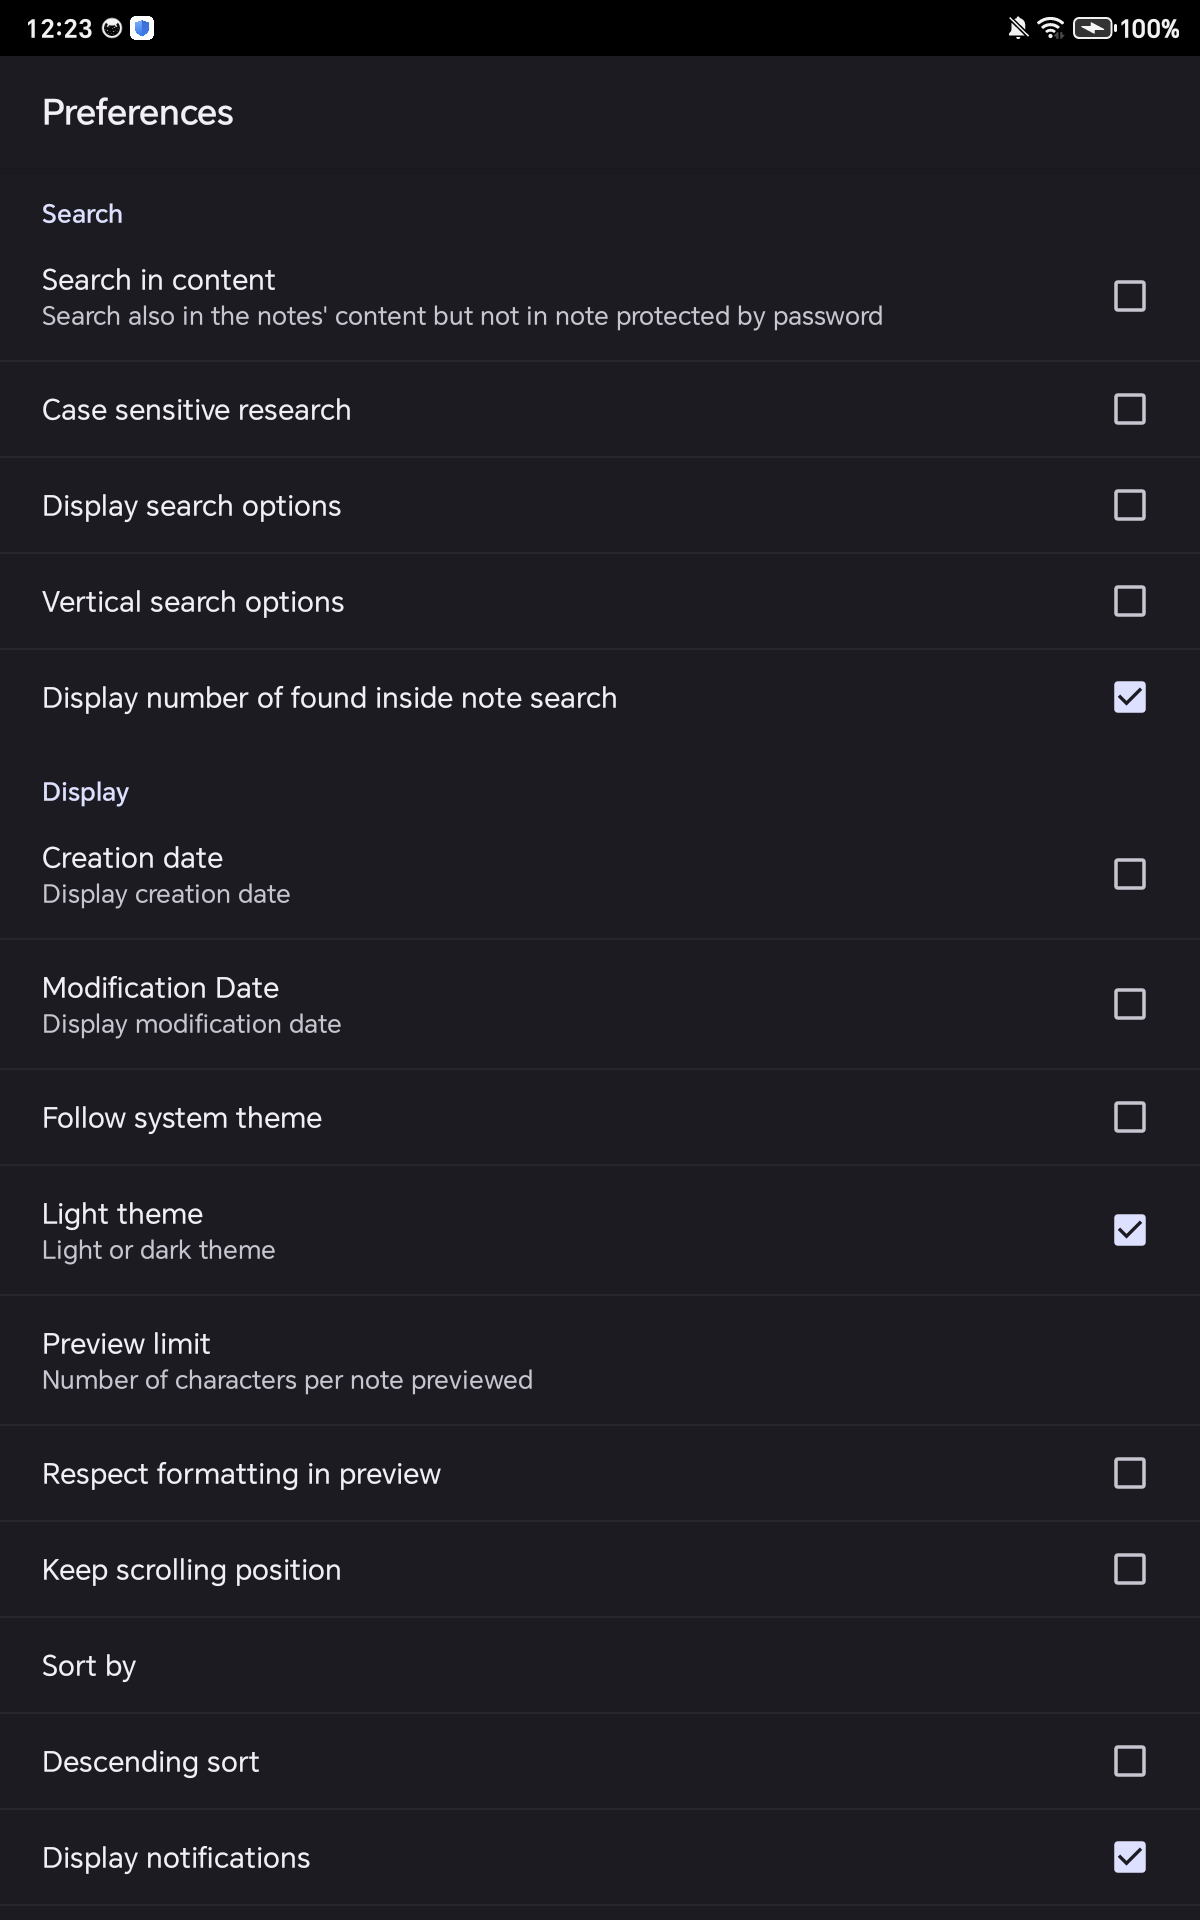 12:23 100%
Preferences
Search
Search in content
Search also in the notes' content but not in note protected by password
Case sensitive research
Display search options
Vertical search options
Display number of found inside note search
Display
Creation date
Display creation date
Modification Date
Display modification date
Follow system theme
Light theme
Light or dark theme
Preview limit
Number of characters per note previewed
Respect formatting in preview
Keep scrolling position
Sort by
Descending sort
Display notifications